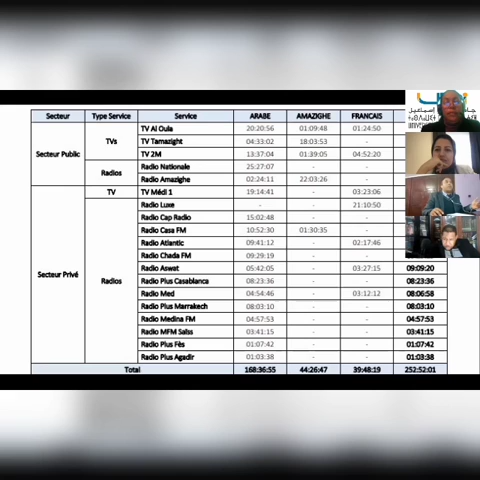 Secteur Type Service Service ARABE AMAZIGHE FRANCAIS
Secteur Public TVs TV Al Oula 20:20:56 01:09:48 01:24:50
TV Tamazight 04:33:02 18:03:53 -
TV 2M 13:37:04 01:39:05 04:52:20
Radios Radio Nationale 25:27:07 - -
Radio Amazighe 02:24:11 22:03:26 -
Secteur Privé TV TV Médi 1 19:14:41 - 03:23:06
Radios Radio Luxe - - 21:10:50
Radio Cap Radio 15:02:48 - -
Radio Casa FM 10:52:30 01:30:35 -
Radio Atlantic 09:41:12 - 02:17:46
Radio Chada FM 09:29:19 - -
Radio Aswat 05:42:05 - 03:27:15 09:09:20
Radio Plus Casablanca 08:23:36 - - 08:23:36
Radio Med 04:54:46 - 03:12:12 08:06:58
Radio Plus Marrakech 08:03:10 - - 08:03:10
Radio Medina FM 04:57:53 - - 04:57:53
Radio MFM Saïss 03:41:15 - - 03:41:15
Radio Plus Fès 01:07:42 - - 01:07:42
Radio Plus Agadir 01:03:38 - - 01:03:38
Total 168:36:55 44:26:47 39:48:19 252:52:01